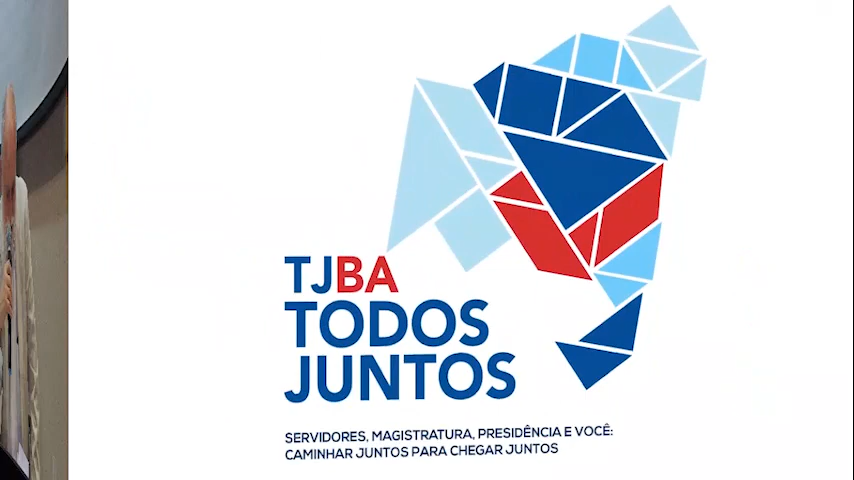 TJBA
TODOS
JUNTOS
SERVIDORES, MAGISTRATURA, PRESIDÊNCIA E VOCÊ:
CAMINHAR JUNTOS PARA CHEGAR JUNTOS